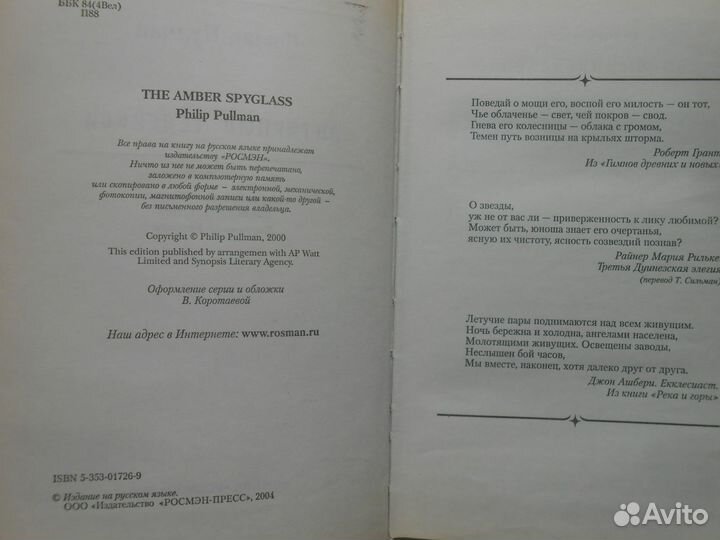 ББК 84(4Вел)
П88
THE AMBER SPYGLASS
Philip Pullman
Все права на книгу на русском языке принадлежат
издательству «РОСМЭН».
Ничто из нее не может быть перепечатано,
заложено в компьютерную память
или скопировано в любой форме – электронной, механической,
фотокопии, магнитофонной записи или какой-то другой –
без письменного разрешения владельца.
Copyright © Philip Pullman, 2000
This edition published by arrangemen with AP Watt
Limited and Synopsis Literary Agency.
Оформление серии и обложки
В. Коротаевой
Наш адрес в Интернете: www.rosman.ru
ISBN 5-353-01726-9
© Издание на русском языке.
ООО «Издательство «РОСМЭН-ПРЕСС», 2004
Поведай о мощи его, воспой его милость — он тот,
Чье облаченье — свет, чей покров — свод.
Гнева его колесницы — облака с громом,
Темен путь возницы на крыльях шторма.
Роберт Грант
Из «Гимнов древних и новых»
О звезды,
уж не от вас ли — приверженность к лику любимой?
Может быть, юноша знает его очертанья,
ясную их чистоту, ясность созвездий познав?
Райнер Мария Рильке
Третья Дуинезская элегия
(перевод Т. Сильман)
Летучие пары поднимаются над всем живущим.
Ночь бережна и холодна, ангелами населена,
Молотящими живущих. Освещены заводы,
Неслышен бой часов,
Мы вместе, наконец, хотя далеко друг от друга.
Джон Ашбери. Екклесиаст.
Из книги «Река и горы»
Avito